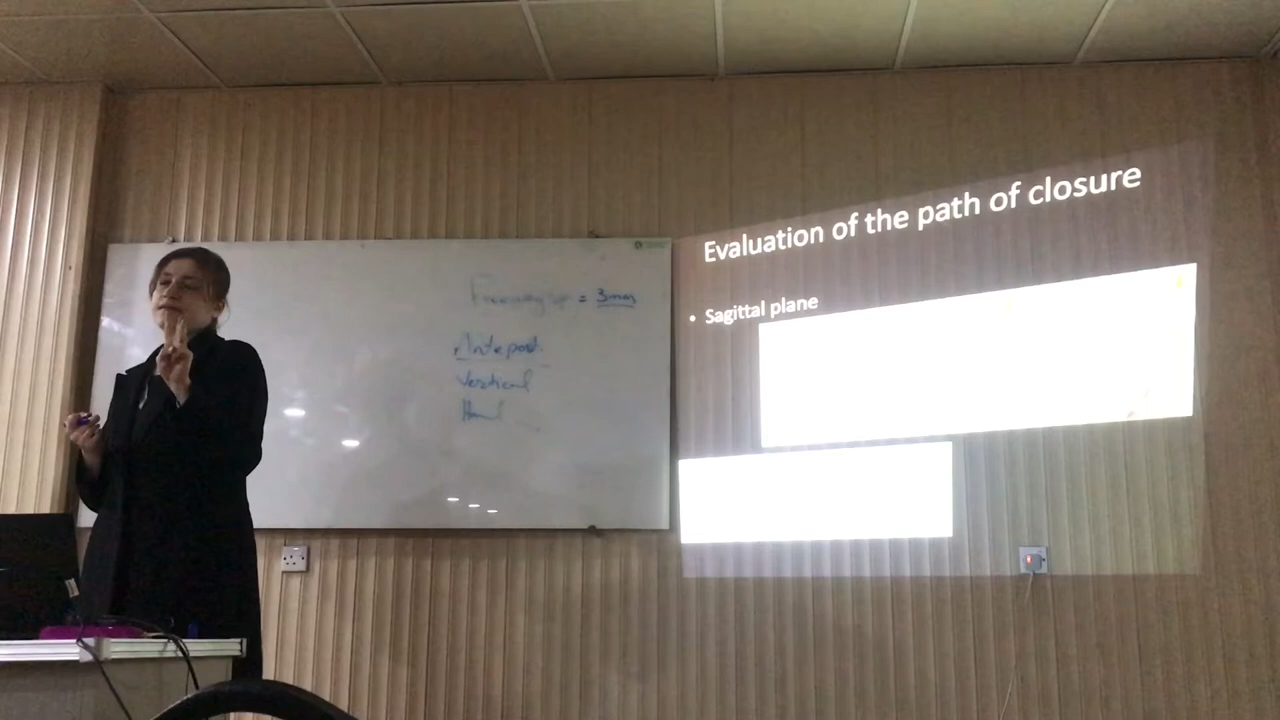 Evaluation of the path of closure
• Sagittal plane
= 3mm
Antepost.
Vertical